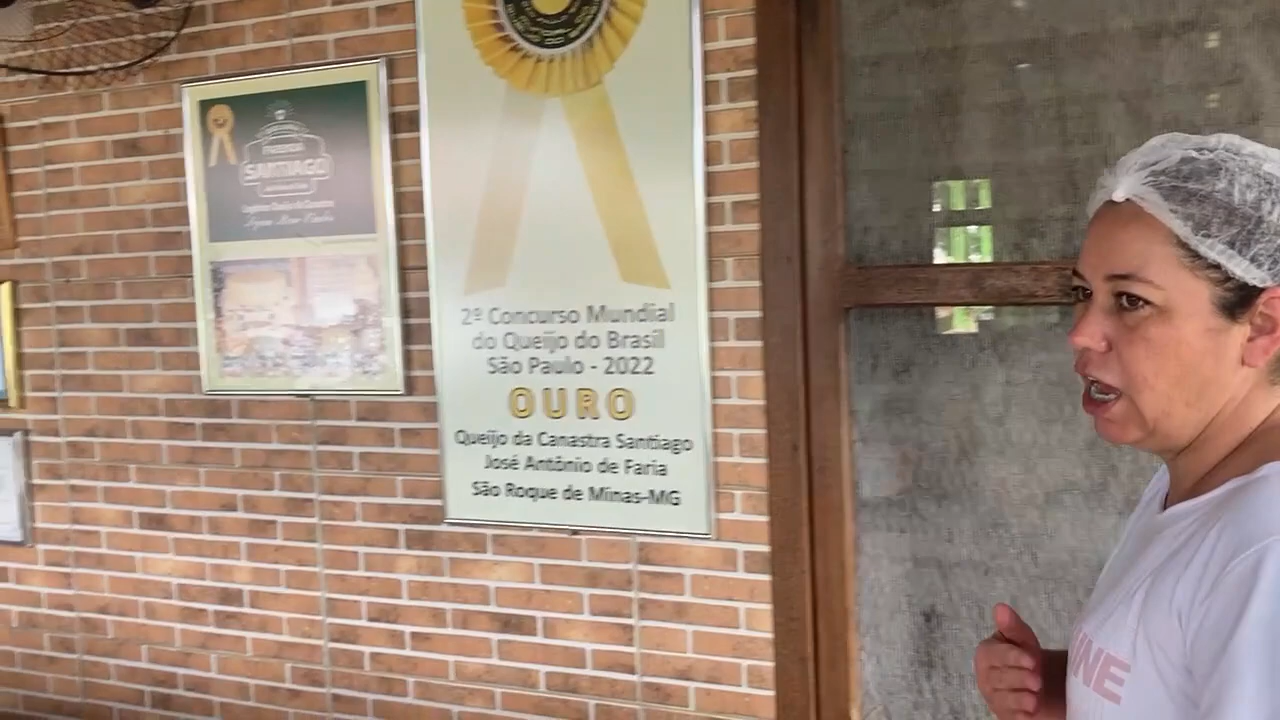 FAZENDA
SANTIAGO
2º Concurso Mundial
do Queijo do Brasil
São Paulo - 2022
OURO
Queijo da Canastra Santiago
José Antônio de Faria
São Roque de Minas-MG